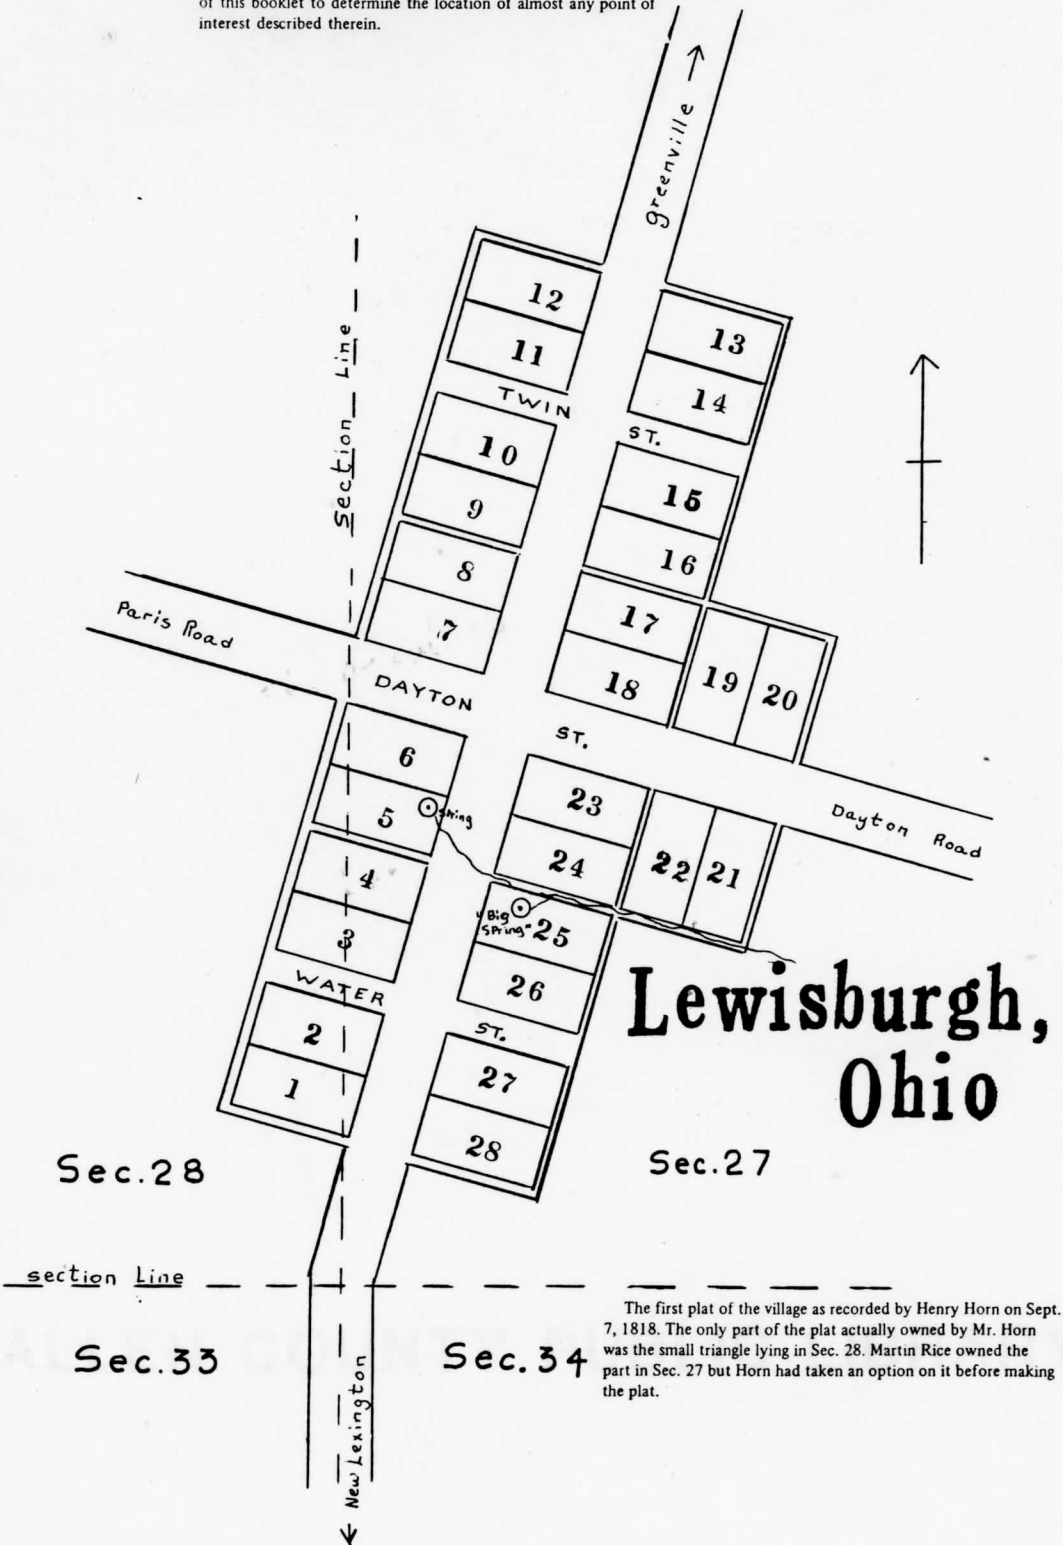 of this booklet to determine the location of almost any point of
interest described therein.
greenville
12
11
13
14
TWIN ST.
10
9
15
16
Section Line
8
7
17
18
19
20
Paris Road
DAYTON ST.
6
5
Spring
23
24
22
21
Dayton Road
4
3
"Big
Spring"
25
26
WATER ST.
2
1
27
28
Lewisburgh,
Ohio
Sec.28
Sec.27
section Line
Sec.33
Sec.34
New Lexington
The first plat of the village as recorded by Henry Horn on Sept.
7, 1818. The only part of the plat actually owned by Mr. Horn
was the small triangle lying in Sec. 28. Martin Rice owned the
part in Sec. 27 but Horn had taken an option on it before making
the plat.